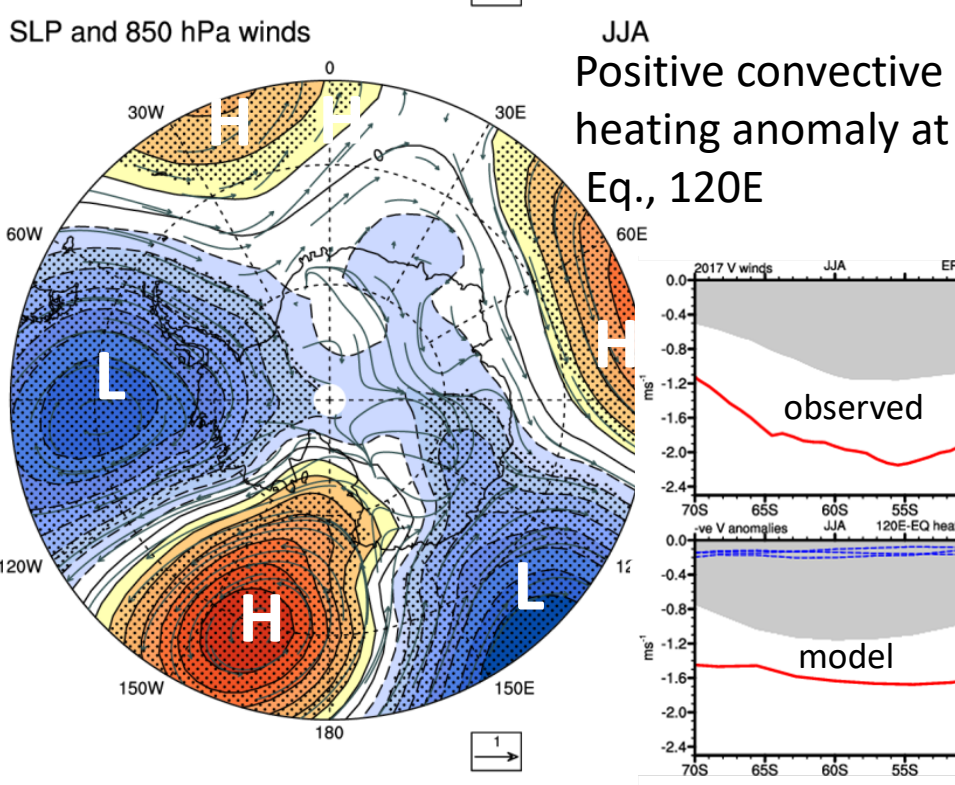 SLP and 850 hPa winds
JJA
Positive convective
heating anomaly at
Eq., 120E
0
30W
30E
H
H
0
60W
60E
L
H
120W
12
0
H
L
150W
150E
180
1
2017 V winds
JJA
0.0
-0.4
-0.8
-1.2
-1.6
-2.0
-2.4
ms-1
observed
70S
65S
60S
55S
-ve V anomalies
JJA
120E-EQ hea
0.0
-0.4
-0.8
-1.2
-1.6
-2.0
-2.4
ms-1
model
70S
65S
60S
55S